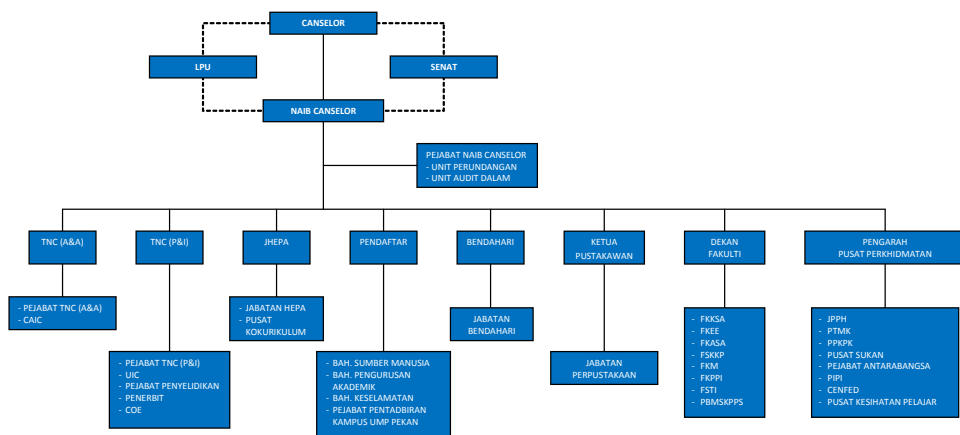 CANSELOR
LPU
SENAT
NAIB CANSELOR
PEJABAT NAIB CANSELOR
- UNIT PERUNDANGAN
- UNIT AUDIT DALAM
TNC (A&A)
TNC (P&I)
JHEPA
PENDAFTAR
BENDAHARI
KETUA
PUSTAKAWAN
DEKAN
FAKULTI
PENGARAH
PUSAT PERKHIDMATAN
- PEJABAT TNC (A&A)
- CAIC
- PEJABAT TNC (P&I)
- UIC
- PEJABAT PENYELIDIKAN
- PENERBIT
- COE
- JABATAN HEPA
- PUSAT
KOKURIKULUM
- BAH. SUMBER MANUSIA
- BAH. PENGURUSAN
AKADEMIK
- BAH. KESELAMATAN
- PEJABAT PENTADBIRAN
KAMPUS UMP PEKAN
JABATAN
BENDAHARI
JABATAN
PERPUSTAKAAN
- FKKSA
- FKEE
- FKASA
- FSKKP
- FKM
- FKPPI
- FSTI
- PBMSKPPS
- JPPH
- PTMK
- PPKPK
- PUSAT SUKAN
- PEJABAT ANTARABANGSA
- PIPI
- CENFED
- PUSAT KESIHATAN PELAJAR